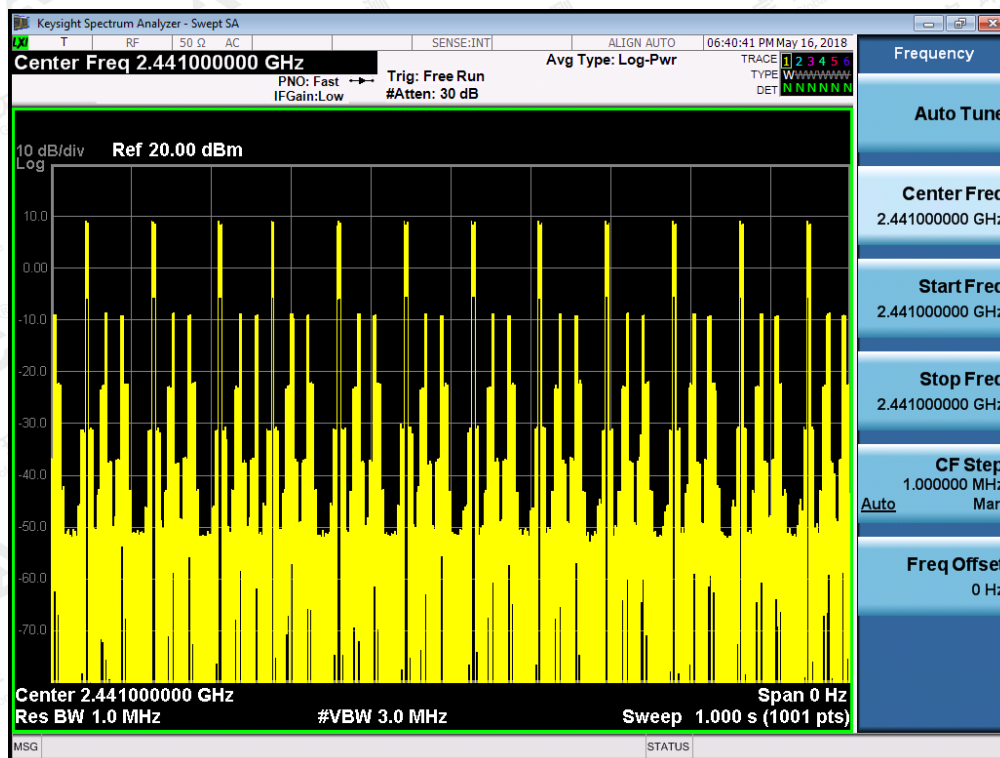 Keysight Spectrum Analyzer - Swept SA
LXI T RF 50 Ω AC SENSE:INT ALIGN AUTO 06:40:41 PM May 16, 2018
Center Freq 2.441000000 GHz
PNO: Fast
IFGain:Low
Trig: Free Run
#Atten: 30 dB
Avg Type: Log-Pwr
TRACE 1 2 3 4 5 6
TYPE WWWWWW
DET N N N N N N
10 dB/div Ref 20.00 dBm
Log
10.0
0.00
-10.0
-20.0
-30.0
-40.0
-50.0
-60.0
-70.0
Center 2.441000000 GHz Span 0 Hz
Res BW 1.0 MHz #VBW 3.0 MHz Sweep 1.000 s (1001 pts)
MSG STATUS
Frequency
Auto Tune
Center Freq
2.441000000 GHz
Start Freq
2.441000000 GHz
Stop Freq
2.441000000 GHz
CF Step
1.000000 MHz
Auto Man
Freq Offset
0 Hz